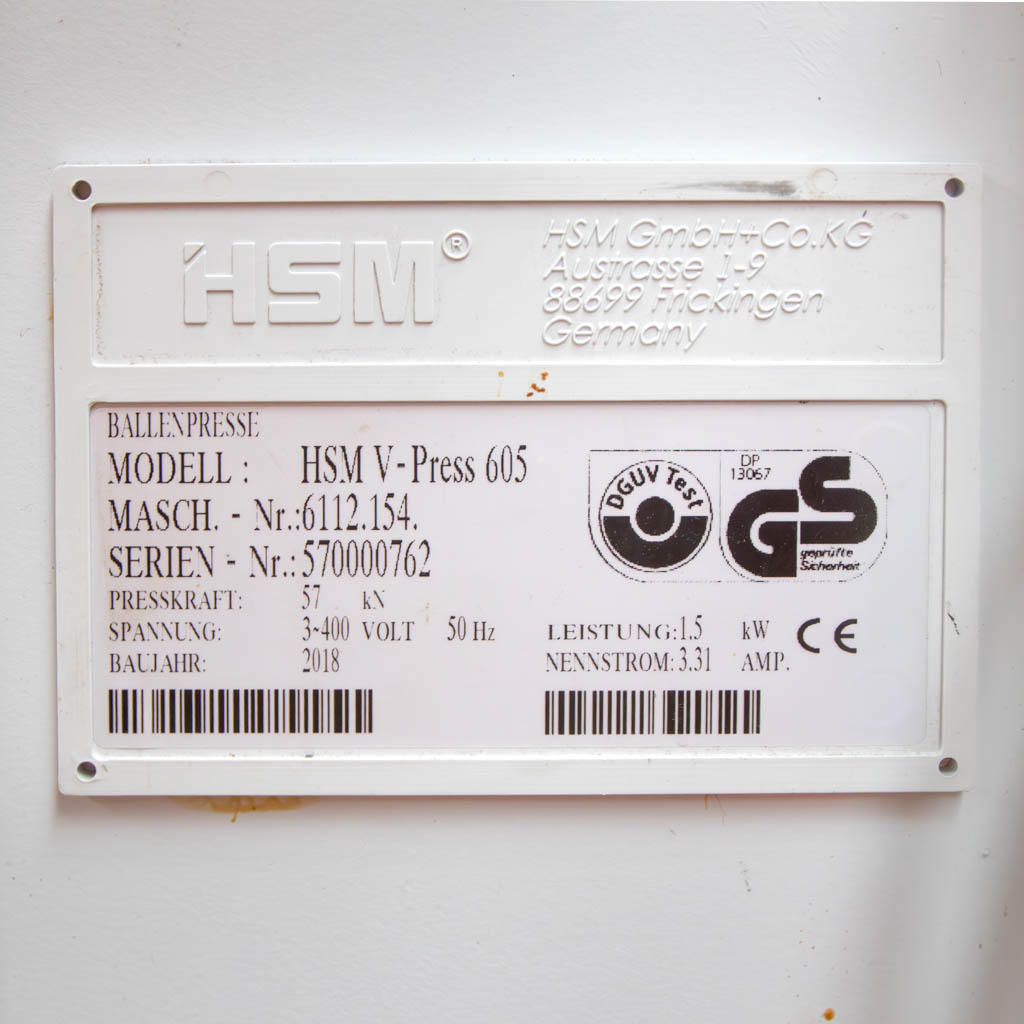 HSM®
HSM GmbH+Co.KG
Austrasse 1-9
88699 Frickingen
Germany
BALLENPRESSE
MODELL : HSM V-Press 605
MASCH. - Nr.:6112.154.
SERIEN - Nr.:570000762
PRESSKRAFT: 57 kN
SPANNUNG: 3~400 VOLT 50 Hz
BAUJAHR: 2018
DGUV Test
DP
13067
GS
geprüfte
Sicherheit
LEISTUNG:1.5 kW
NENNSTROM:3.31 AMP.
CE